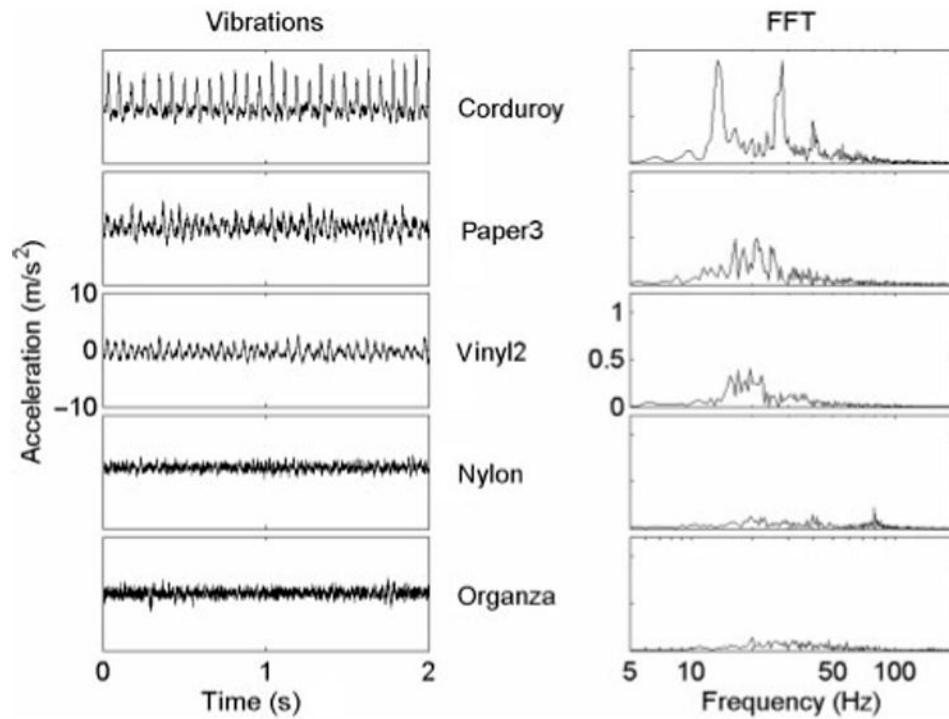 Vibrations
FFT
Corduroy
Paper3
Vinyl2
Nylon
Organza
Acceleration (m/s²)
10
0
−10
1
0.5
0
0 1 2
Time (s)
5 10 50 100
Frequency (Hz)